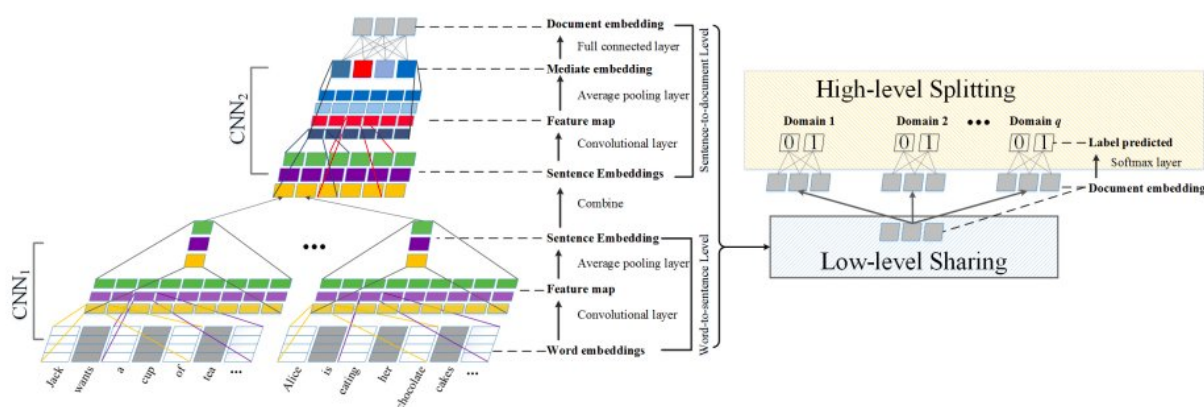 Document embedding
Full connected layer
Mediate embedding
Average pooling layer
Feature map
Convolutional layer
Sentence Embeddings
Combine
Sentence Embedding
Average pooling layer
Feature map
Convolutional layer
Word embeddings
CNN2
CNN1
Jack
wants
a
cup
of
tea
...
Alice
is
eating
her
chocolate
cakes
...
Sentence-to-document Level
Word-to-sentence Level
High-level Splitting
Domain 1
Domain 2
•••
Domain q
0 1
0 1
0 1
Label predicted
Softmax layer
Document embedding
Low-level Sharing